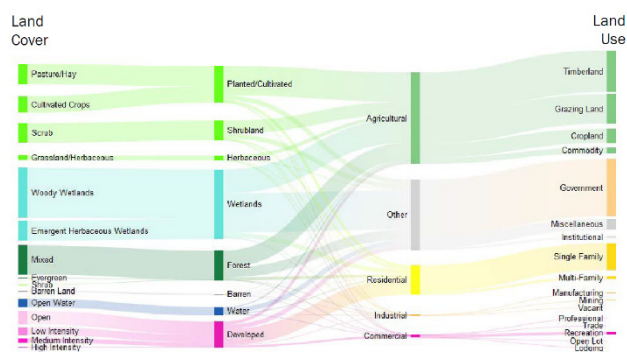 Land
Cover
Land
Use
Pasture/Hay
Cultivated Crops
Scrub
Grassland/Herbaceous
Woody Wetlands
Emergent Herbaceous Wetlands
Mixed
Evergreen
Shrub
Barren Land
Open Water
Open
Low Intensity
Medium Intensity
High Intensity
Planted/Cultivated
Shrubland
Herbaceous
Wetlands
Forest
Barren
Water
Developed
Agricultural
Other
Residential
Industrial
Commercial
Timberland
Grazing Land
Cropland
Commodity
Government
Miscellaneous
Institutional
Single Family
Multi-Family
Manufacturing
Mining
Vacant
Professional
Trade
Recreation
Open Lot
Lodging